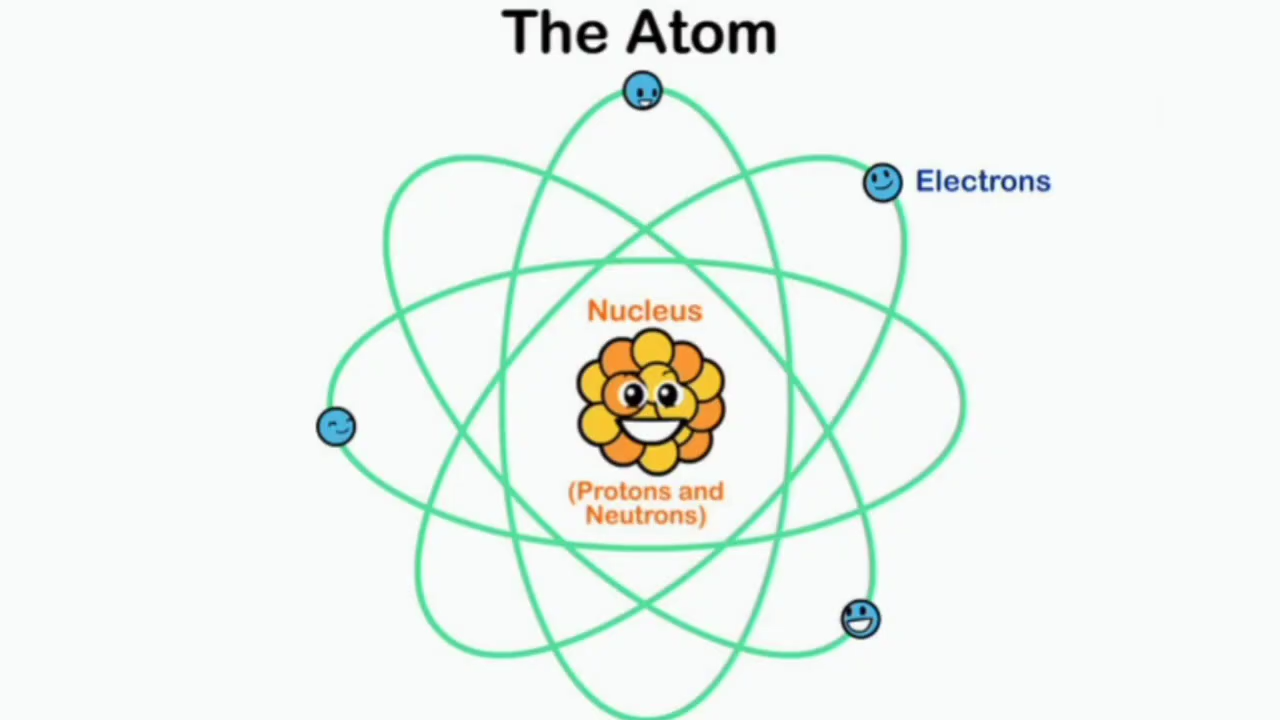 The Atom
Electrons
Nucleus
(Protons and
Neutrons)